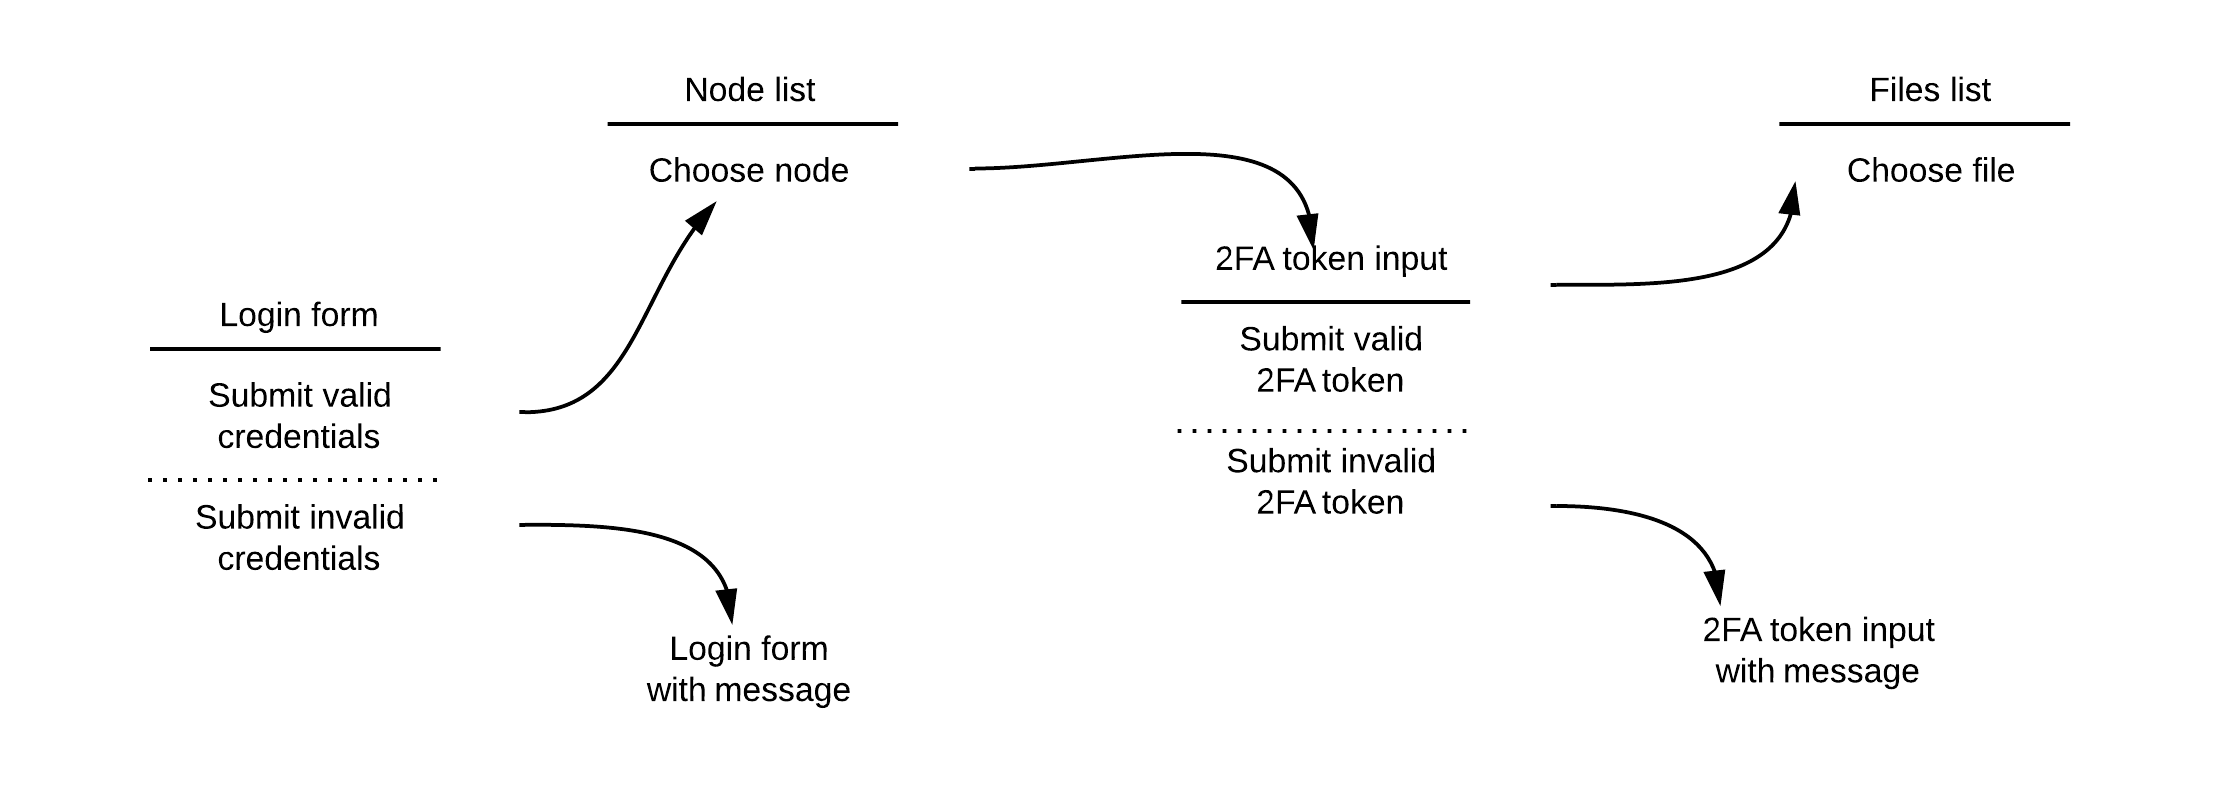 Node list
Choose node
Files list
Choose file
2FA token input
Submit valid
2FA token
Submit invalid
2FA token
Login form
Submit valid
credentials
Submit invalid
credentials
Login form
with message
2FA token input
with message